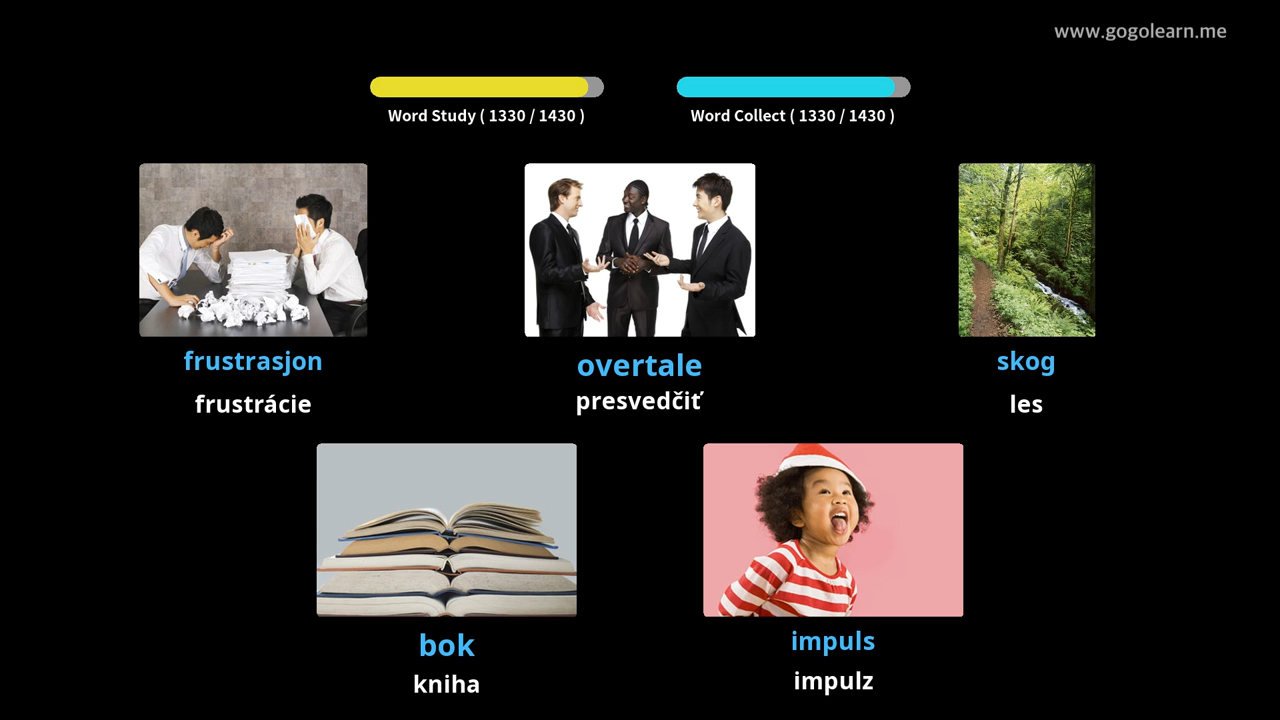 www.gogolearn.me
Word Study ( 1330 / 1430 )
Word Collect ( 1330 / 1430 )
frustrasjon
frustrácie
overtale
presvedčiť
skog
les
bok
kniha
impuls
impulz